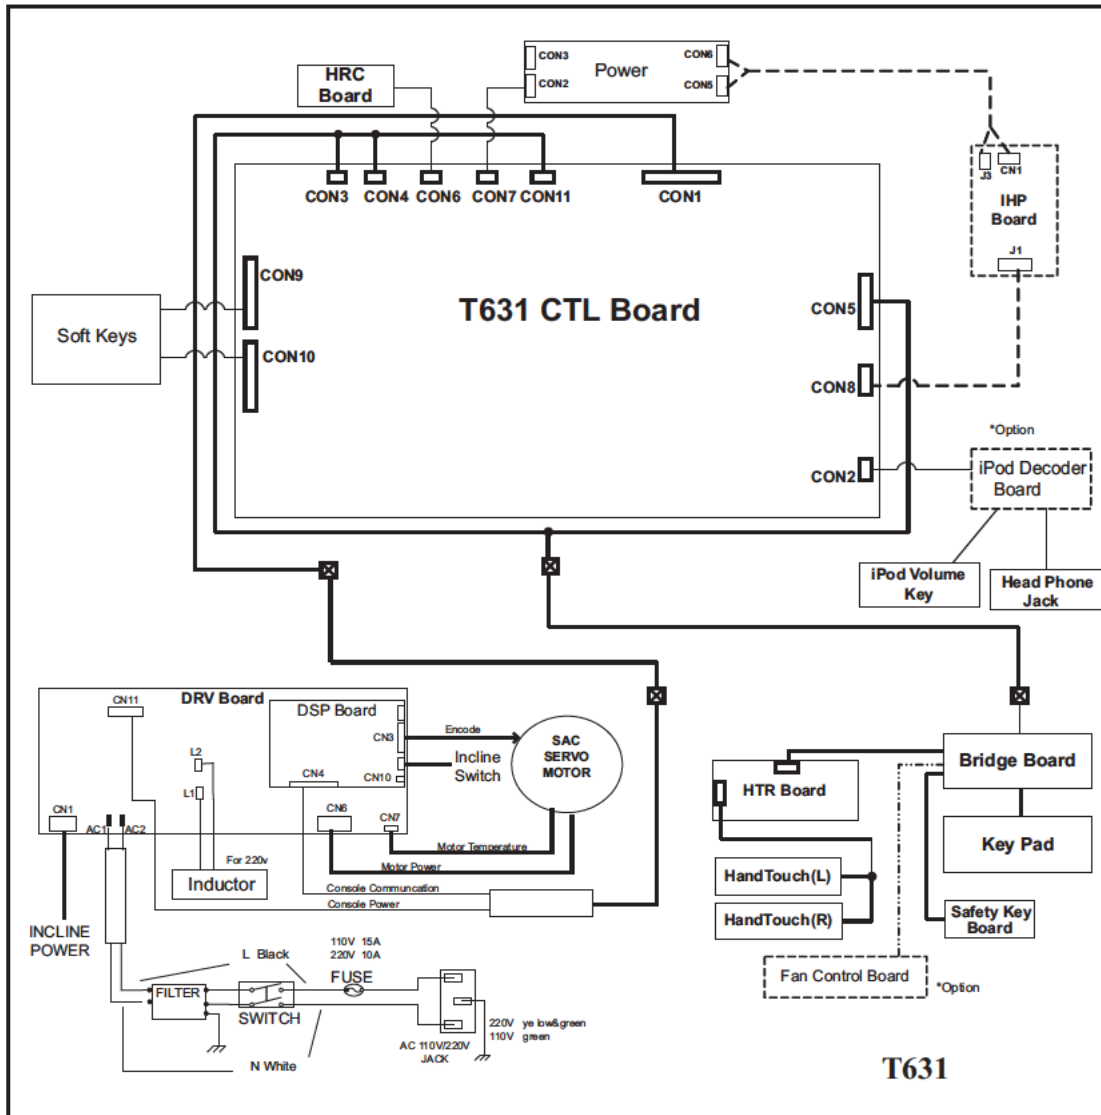 HRC
Board
CON3
CON2
Power
CON6
CON5
CON3
CON4
CON6
CON7
CON11
CON1
J3
CN1
IHP
Board
J1
CON9
T631 CTL Board
CON5
Soft Keys
CON10
CON8
*Option
iPod Decoder
Board
CON2
iPod Volume
Key
Head Phone
Jack
CN11
DRV Board
DSP Board
CN3
Encode
SAC
SERVO
MOTOR
L2
Incline
Switch
CN10
CN4
L1
CN1
AC1
AC2
CN6
CN7
Motor Temperature
For 220v
Motor Power
Inductor
Console Communcation
Console Power
INCLINE
POWER
Bridge Board
HTR Board
Key Pad
HandTouch(L)
HandTouch(R)
Safety Key
Board
Fan Control Board
*Option
L Black
110V 15A
220V 10A
FUSE
FILTER
SWITCH
N White
AC 110V/220V
JACK
220V ye low&green
110V green
T631